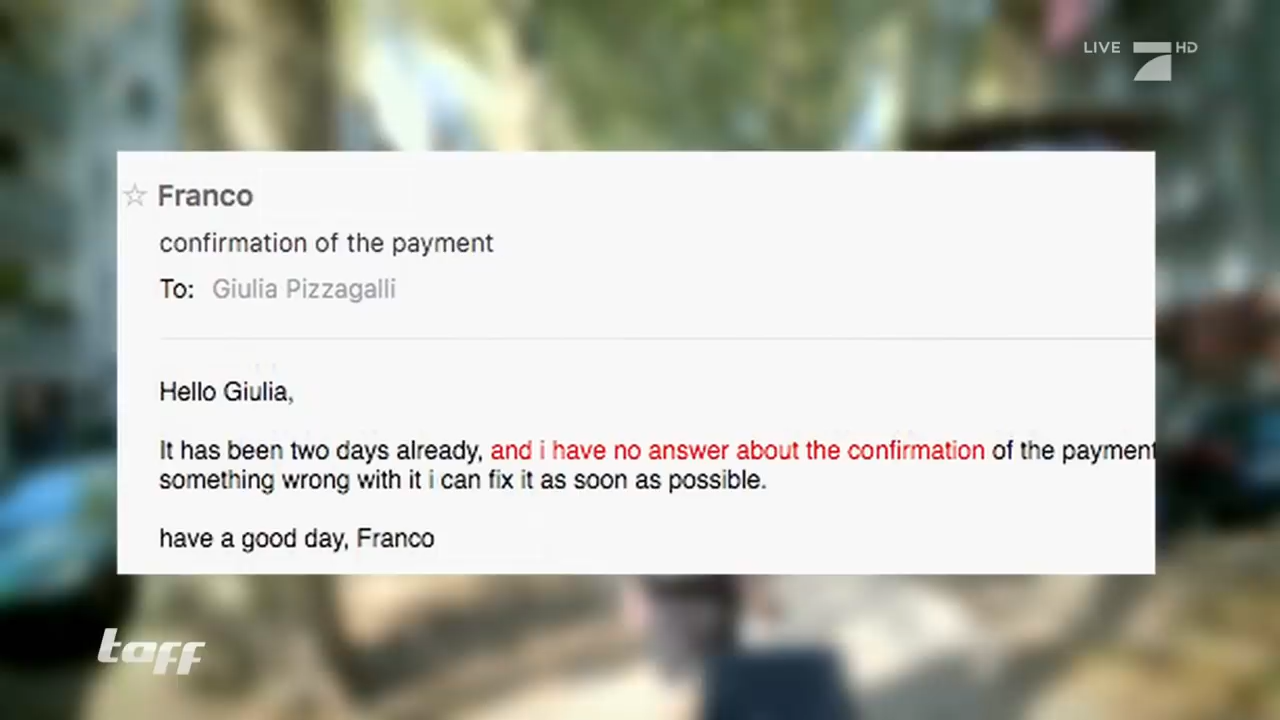 LIVE 7 HD
☆ Franco
confirmation of the payment
To: Giulia Pizzagalli
Hello Giulia,
It has been two days already, and i have no answer about the confirmation of the payment
something wrong with it i can fix it as soon as possible.
have a good day, Franco
taff